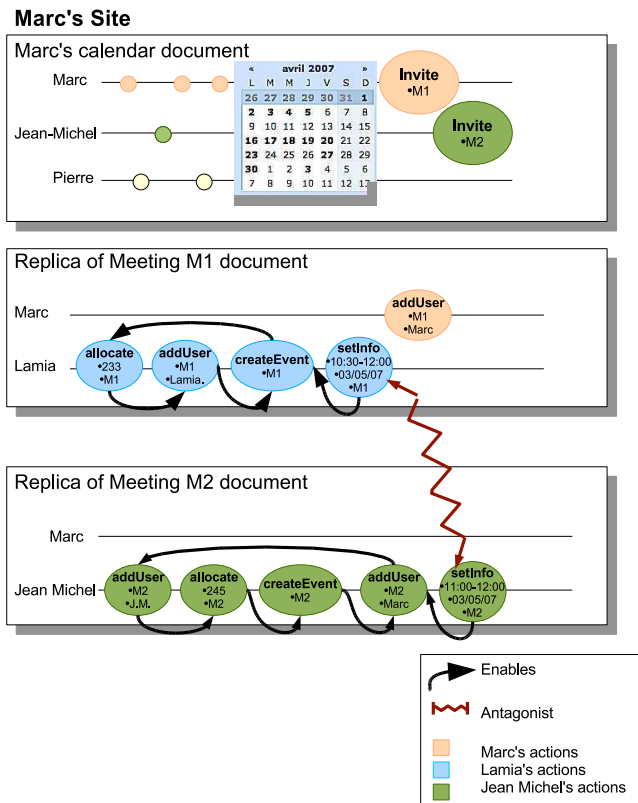 Marc's Site
Marc's calendar document
Marc
Jean-Michel
Pierre
« avril 2007 »
L M M J V S D
26 27 28 29 30 31 1
2 3 4 5 6 7 8
9 10 11 12 13 14 15
16 17 18 19 20 21 22
23 24 25 26 27 28 29
30 1 2 3 4 5 6
7 8 9 10 11 12 13
Invite
•M1
Invite
•M2
Replica of Meeting M1 document
Marc
addUser
•M1
•Marc
Lamia
allocate
•233
•M1
addUser
•M1
•Lamia.
createEvent
•M1
setInfo
•10:30-12:00
•03/05/07
•M1
Replica of Meeting M2 document
Marc
Jean Michel
addUser
•M2
•J.M.
allocate
•245
•M2
createEvent
•M2
addUser
•M2
•Marc
setInfo
•11:00-12:00
•03/05/07
•M2
Enables
Antagonist
Marc's actions
Lamia's actions
Jean Michel's actions